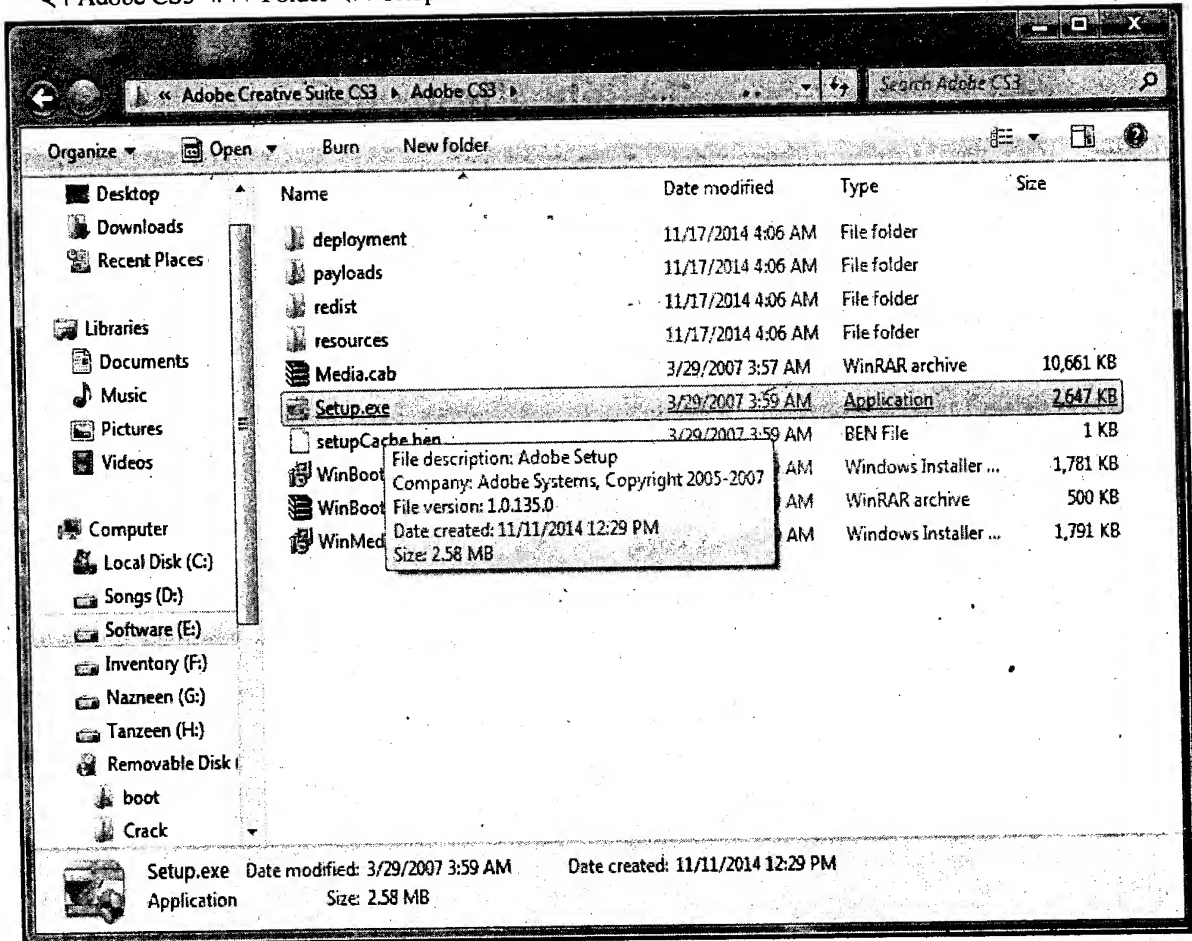 Adobe CS3 Folder
« Adobe Creative Suite CS3 ▸ Adobe CS3 ▸
Search Adobe CS3
Organize Open Burn New folder
Name Date modified Type Size
Desktop
Downloads
Recent Places
Libraries
Documents
Music
Pictures
Videos
Computer
Local Disk (C:)
Songs (D:)
Software (E:)
Inventory (F:)
Nazneen (G:)
Tanzeen (H:)
Removable Disk (
boot
Crack
deployment 11/17/2014 4:06 AM File folder
payloads 11/17/2014 4:06 AM File folder
redist 11/17/2014 4:06 AM File folder
resources 11/17/2014 4:06 AM File folder
Media.cab 3/29/2007 3:57 AM WinRAR archive 10,661 KB
Setup.exe 3/29/2007 3:59 AM Application 2,647 KB
setupCache.ben 3/29/2007 3:59 AM BEN File 1 KB
WinBoot AM Windows Installer ... 1,781 KB
WinBoot AM WinRAR archive 500 KB
WinMed AM Windows Installer ... 1,791 KB
File description: Adobe Setup
Company: Adobe Systems, Copyright 2005-2007
File version: 1.0.135.0
Date created: 11/11/2014 12:29 PM
Size: 2.58 MB
Setup.exe Date modified: 3/29/2007 3:59 AM Date created: 11/11/2014 12:29 PM
Application Size: 2.58 MB